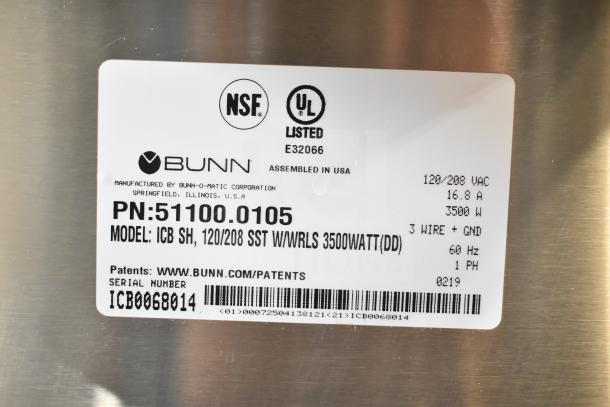 NSF®
UL
LISTED
E32066
BUNN® ASSEMBLED IN USA
MANUFACTURED BY BUNN-O-MATIC CORPORATION
SPRINGFIELD, ILLINOIS, U.S.A
120/208 VAC
16.8 A
3500 W
3 WIRE + GND
60 Hz
1 PH
0219
PN:51100.0105
MODEL: ICB SH, 120/208 SST W/WRLS 3500WATT(DD)
Patents: WWW.BUNN.COM/PATENTS
SERIAL NUMBER
ICB0068014
(01)00072504138121(21)ICB0068014